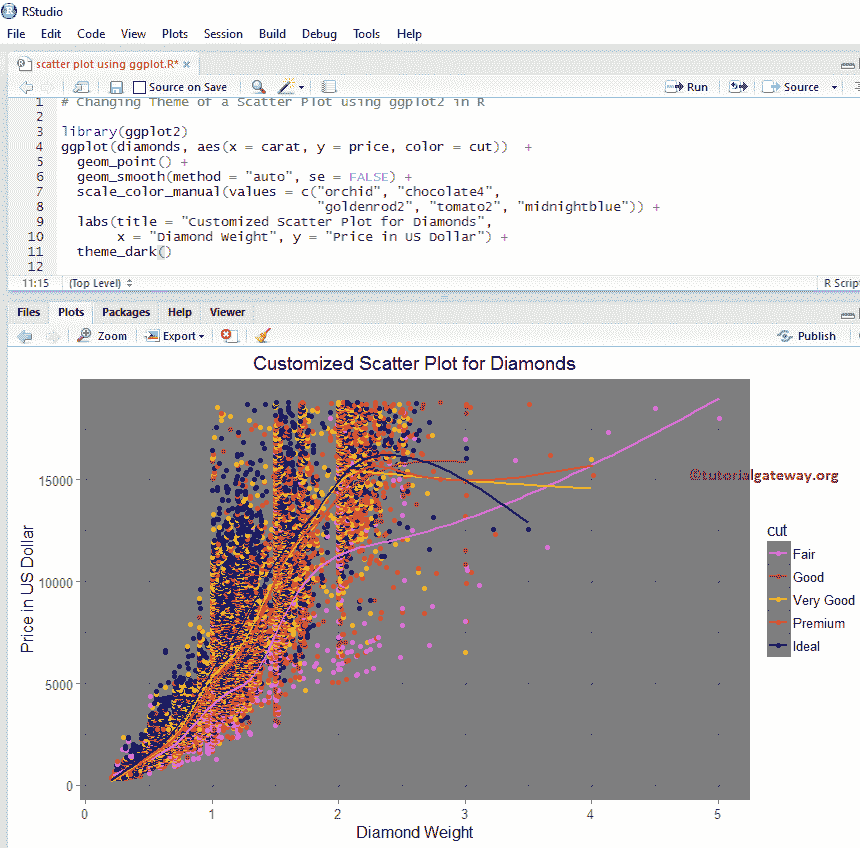 RStudio
File Edit Code View Plots Session Build Debug Tools Help
scatter plot using ggplot.R* ×
Source on Save Run Source
1 # Changing Theme of a Scatter Plot using ggplot2 in R
2
3 library(ggplot2)
4 ggplot(diamonds, aes(x = carat, y = price, color = cut)) +
5 geom_point() +
6 geom_smooth(method = "auto", se = FALSE) +
7 scale_color_manual(values = c("orchid", "chocolate4",
8 "goldenrod2", "tomato2", "midnightblue")) +
9 labs(title = "Customized Scatter Plot for Diamonds",
10 x = "Diamond Weight", y = "Price in US Dollar") +
11 theme_dark()
12
11:15 (Top Level) R Script
Files Plots Packages Help Viewer
Zoom Export Publish
Customized Scatter Plot for Diamonds
15000
10000
5000
0
Price in US Dollar
0 1 2 3 4 5
Diamond Weight
©tutorialgateway.org
cut
Fair
Good
Very Good
Premium
Ideal